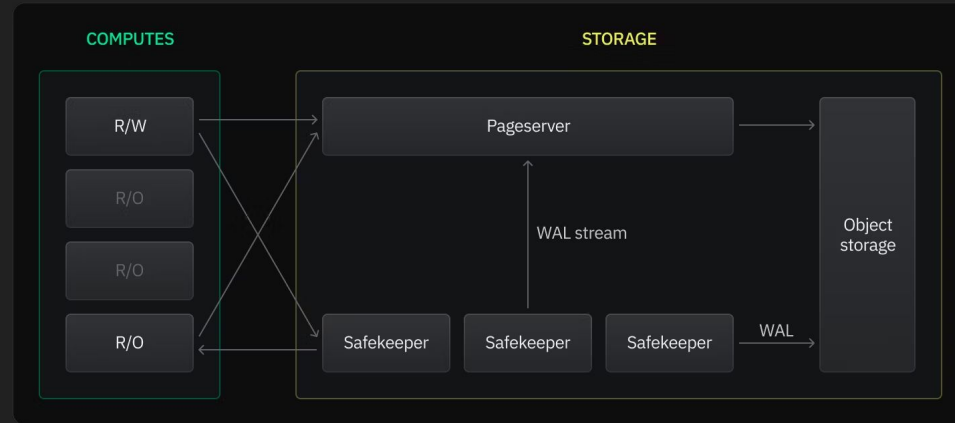 COMPUTES
STORAGE
R/W
R/O
R/O
R/O
Pageserver
WAL stream
Safekeeper
Safekeeper
Safekeeper
WAL
Object
storage